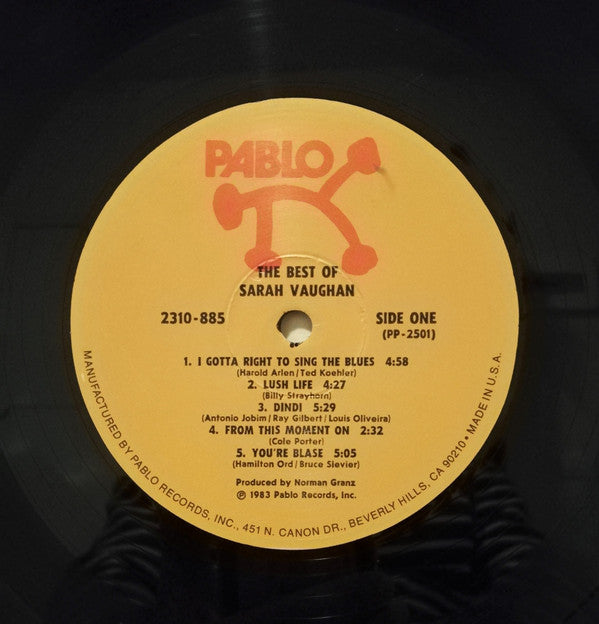 PABLO
THE BEST OF
SARAH VAUGHAN
2310-885
SIDE ONE
(PP-2501)
1. I GOTTA RIGHT TO SING THE BLUES 4:58
(Harold Arlen/Ted Koehler)
2. LUSH LIFE 4:27
(Billy Strayhorn)
3. DINDI 5:29
(Antonio Jobim/Ray Gilbert/Louis Oliveira)
4. FROM THIS MOMENT ON 2:32
(Cole Porter)
5. YOU'RE BLASE 5:05
(Hamilton Ord/Bruce Sievier)
Produced by Norman Granz
℗ 1983 Pablo Records, Inc.
MANUFACTURED BY PABLO RECORDS, INC., 451 N. CANON DR., BEVERLY HILLS, CA 90210 • MADE IN U.S.A.